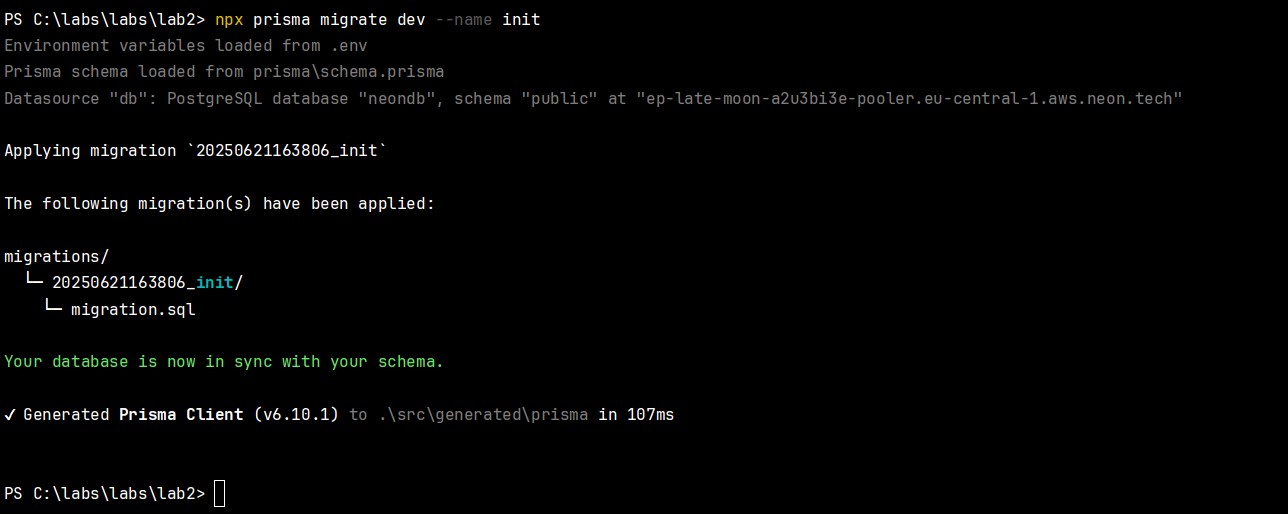 PS C:\labs\labs\lab2> npx prisma migrate dev --name init
Environment variables loaded from .env
Prisma schema loaded from prisma\schema.prisma
Datasource "db": PostgreSQL database "neondb", schema "public" at "ep-late-moon-a2u3bi3e-pooler.eu-central-1.aws.neon.tech"
Applying migration `20250621163806_init`
The following migration(s) have been applied:
migrations/
  └─ 20250621163806_init/
    └─ migration.sql
Your database is now in sync with your schema.
✓ Generated Prisma Client (v6.10.1) to .\src\generated\prisma in 107ms
PS C:\labs\labs\lab2>